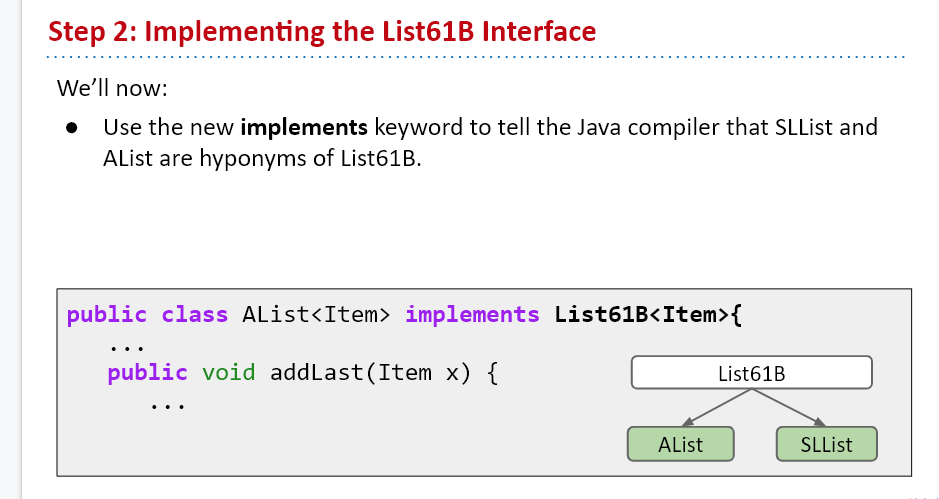 Step 2: Implementing the List61B Interface
We'll now:
● Use the new implements keyword to tell the Java compiler that SLList and
AList are hyponyms of List61B.
public class AList<Item> implements List61B<Item>{
...
public void addLast(Item x) {
...
List61B
AList
SLList